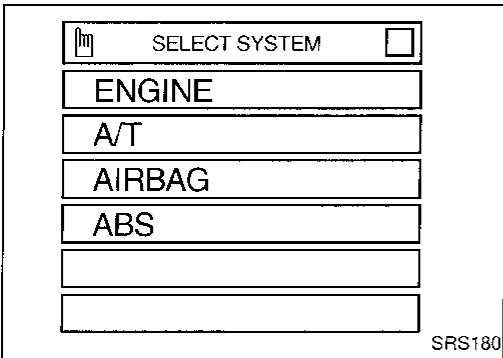 SELECT SYSTEM
ENGINE
A/T
AIRBAG
ABS
SRS180